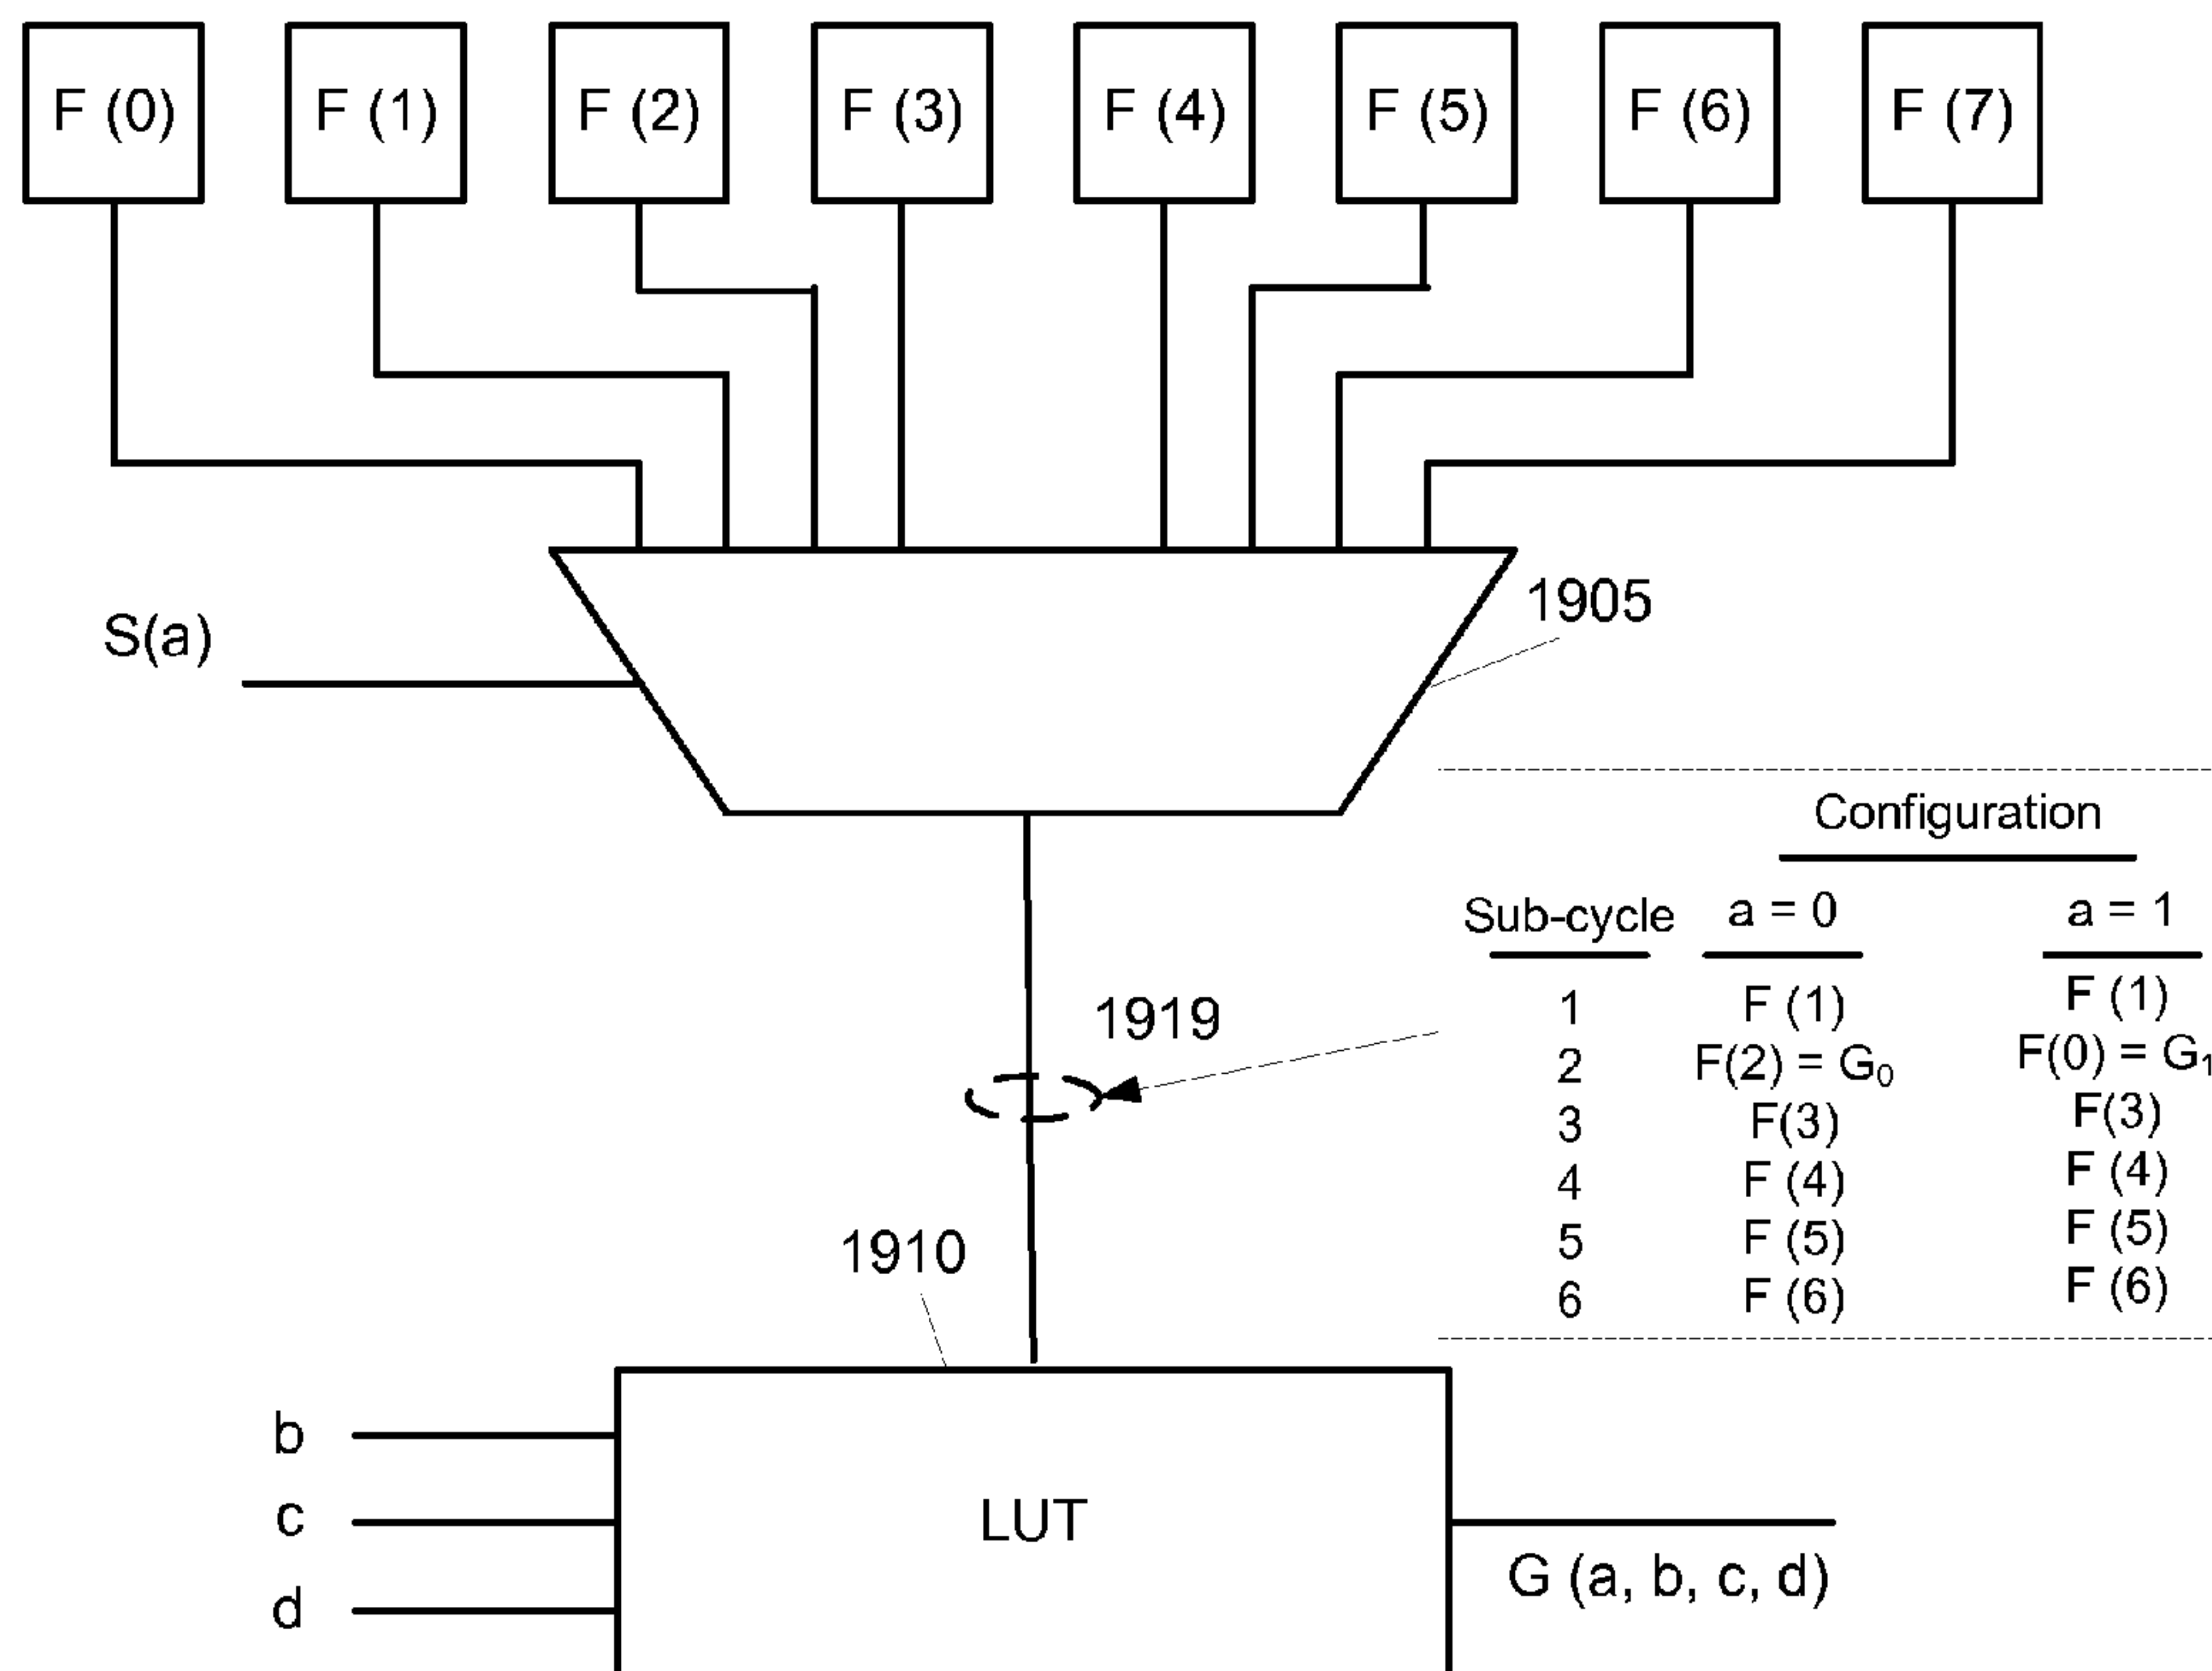 F (0) F (1) F (2) F (3) F (4) F (5) F (6) F (7)
1905
S(a)
Configuration
Sub-cycle a = 0 a = 1
1 F (1) F (1)
2 F(2) = G₀ F(0) = G₁
3 F(3) F(3)
4 F (4) F (4)
5 F (5) F (5)
6 F (6) F (6)
1919
1910
b
c
d
LUT
G (a, b, c, d)